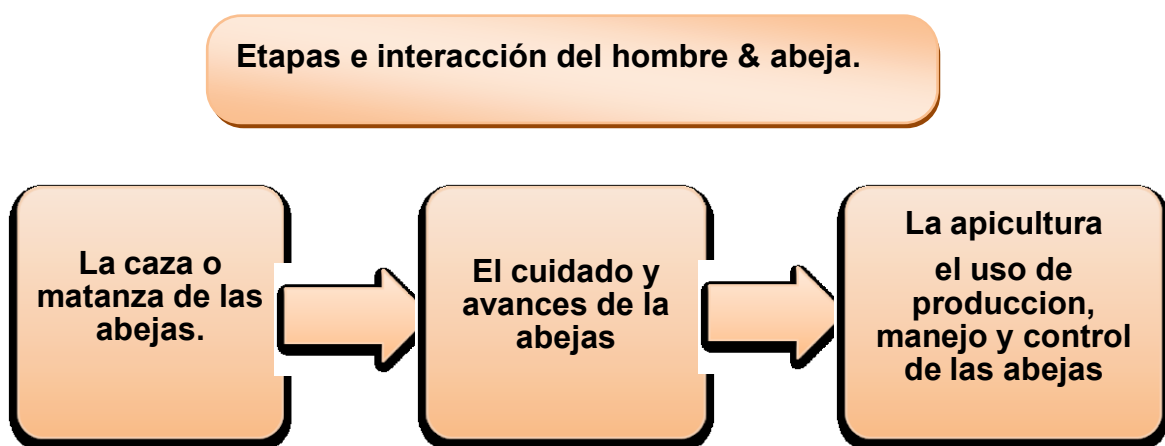 Etapas e interacción del hombre & abeja.
La caza o
matanza de las
abejas.
El cuidado y
avances de la
abejas
La apicultura
el uso de
produccion,
manejo y control
de las abejas